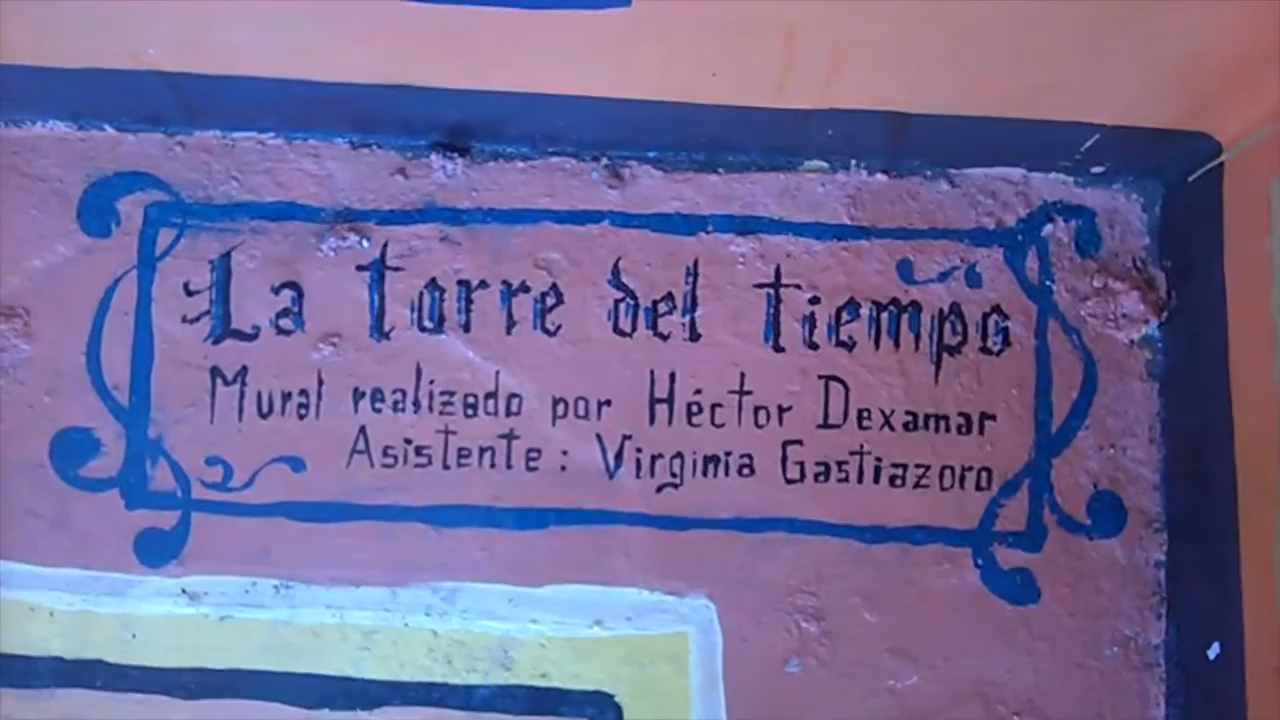 La torre del tiempo
Mural realizado por Héctor Dexamar
Asistente: Virginia Gastiazoro